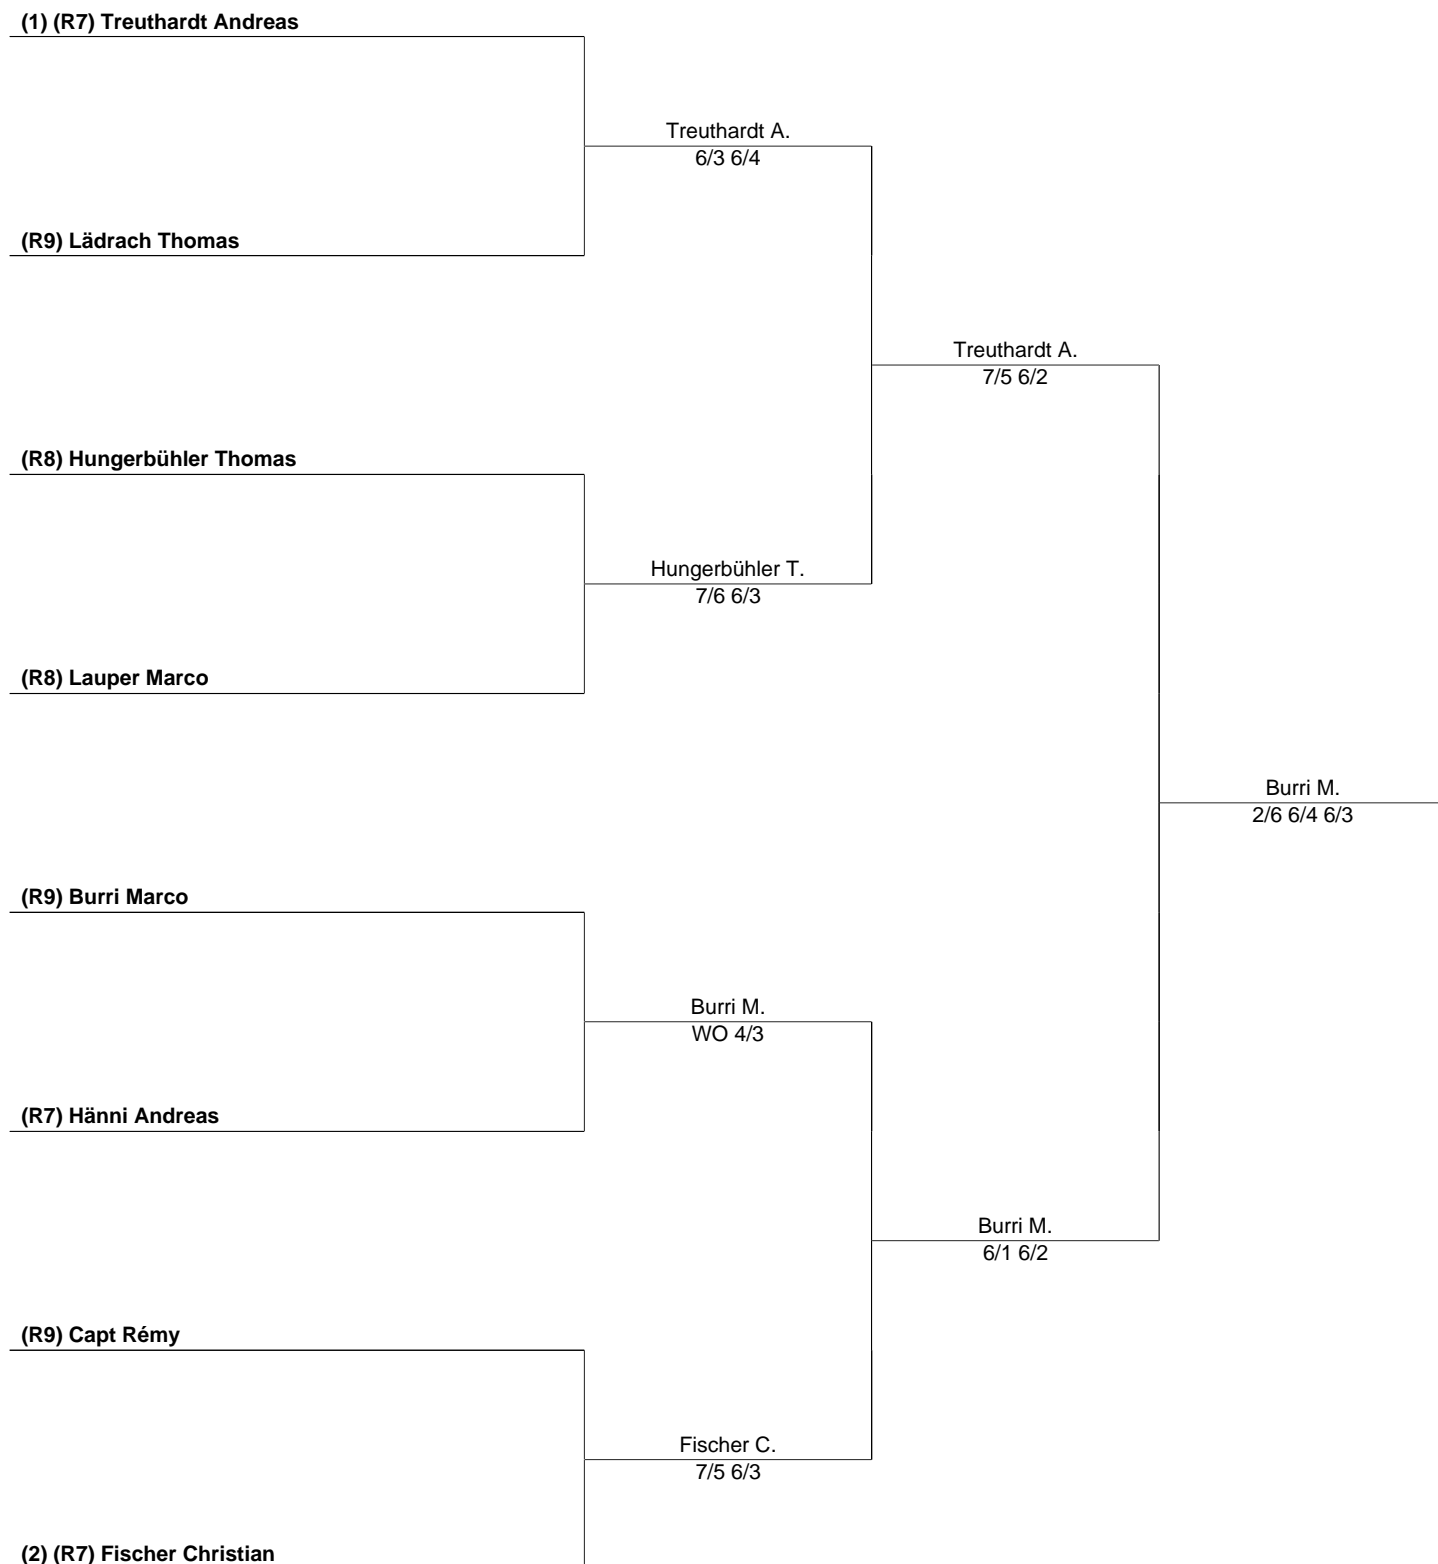 (1) (R7) Treuthardt Andreas
Treuthardt A.
6/3 6/4
(R9) Lädrach Thomas
Treuthardt A.
7/5 6/2
(R8) Hungerbühler Thomas
Hungerbühler T.
7/6 6/3
(R8) Lauper Marco
Burri M.
2/6 6/4 6/3
(R9) Burri Marco
Burri M.
WO 4/3
(R7) Hänni Andreas
Burri M.
6/1 6/2
(R9) Capt Rémy
Fischer C.
7/5 6/3
(2) (R7) Fischer Christian